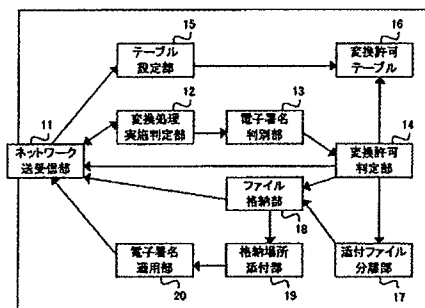 15
テーブル
設定部
16
変換許可
テーブル
12
変換処理
実施判定部
13
電子署名
判別部
11
ネットワーク
送受信部
14
変換許可
判定部
ファイル
格納部
18
電子署名
適用部
20
格納場所
添付部
19
添付ファイル
分離部
17